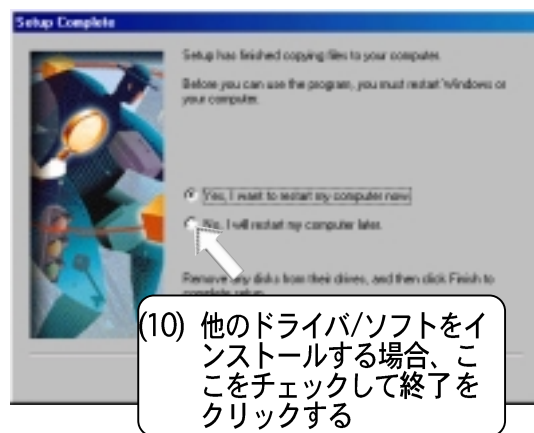 Setup Complete
Setup has finished copying files to your computer.
Before you can use the program, you must restart Windows or
your computer.
Yes, I want to restart my computer now.
No, I will restart my computer later.
Remove any disks from their drives, and then click Finish to
complete setup.
(10) 他のドライバ/ソフトをイ
ンストールする場合、こ
こをチェックして終了を
クリックする